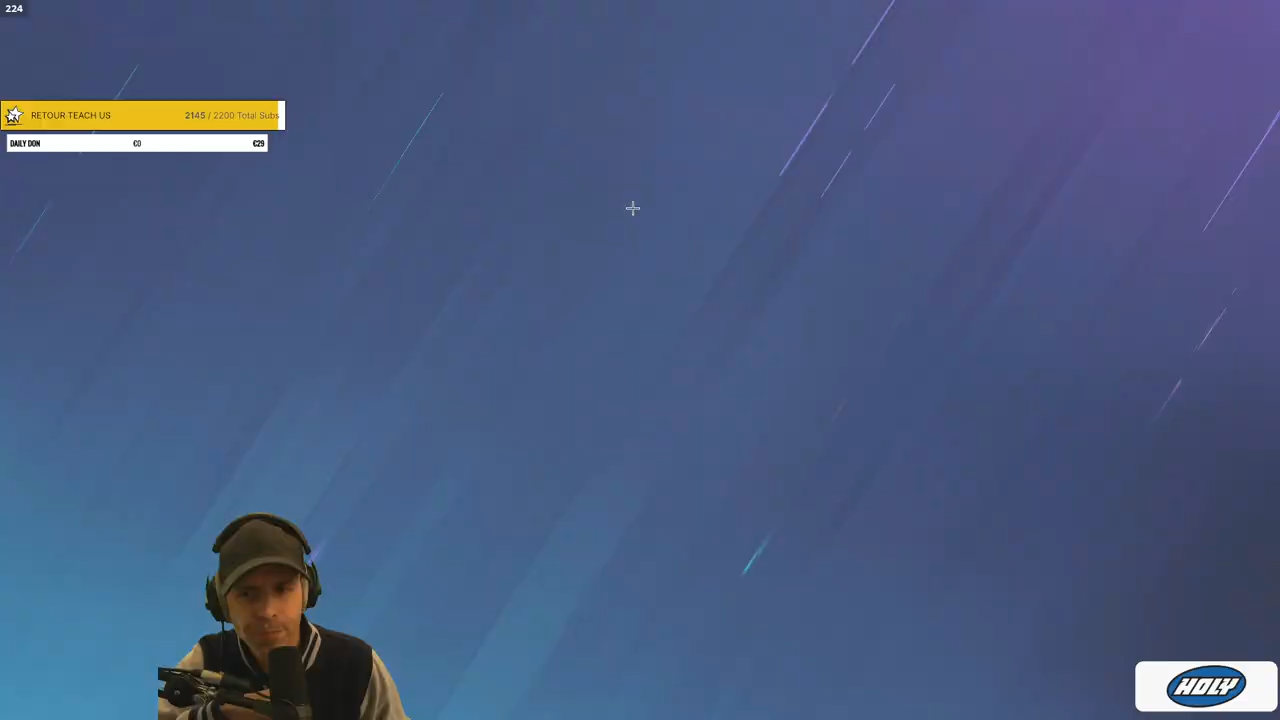 224
RETOUR TEACH US 2145 / 2200 Total Subs
DAILY DON €0 €29
HOLY